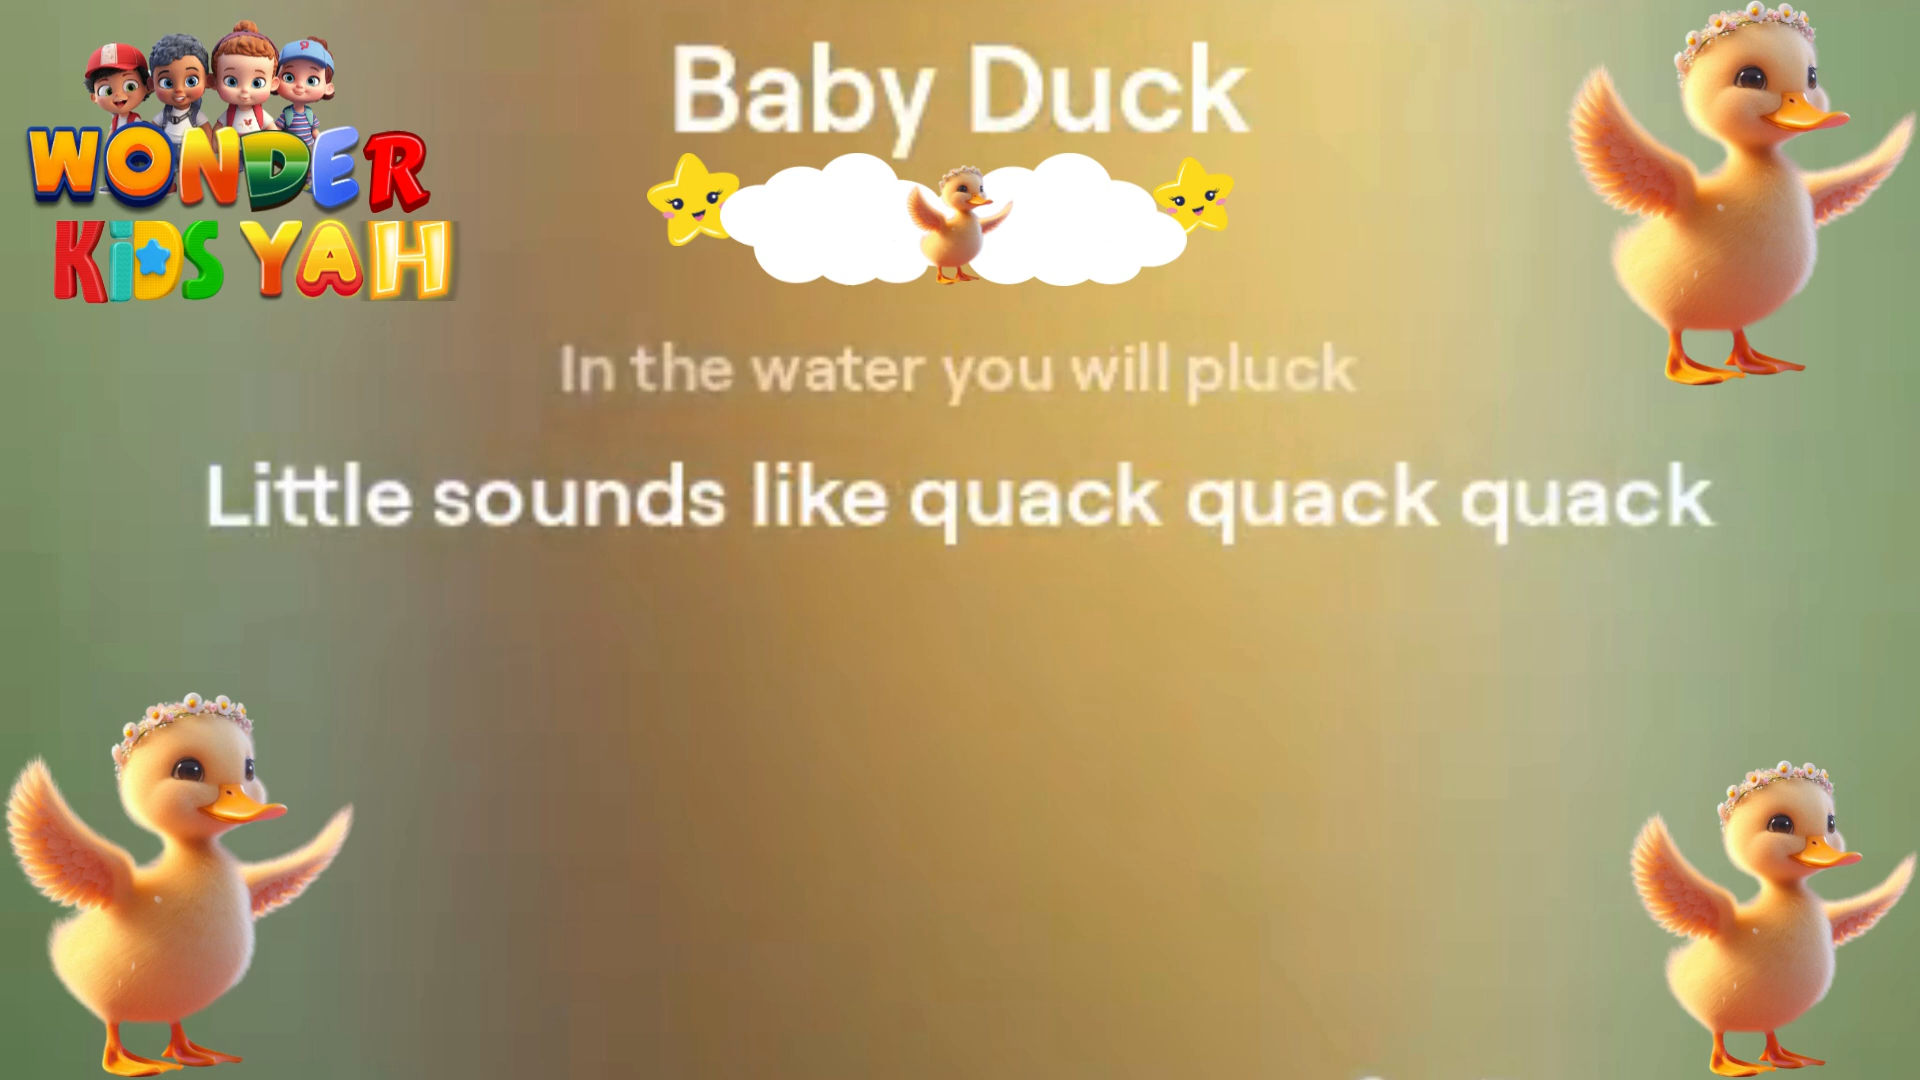 WONDER
KiDS YAH
Baby Duck
In the water you will pluck
Little sounds like quack quack quack